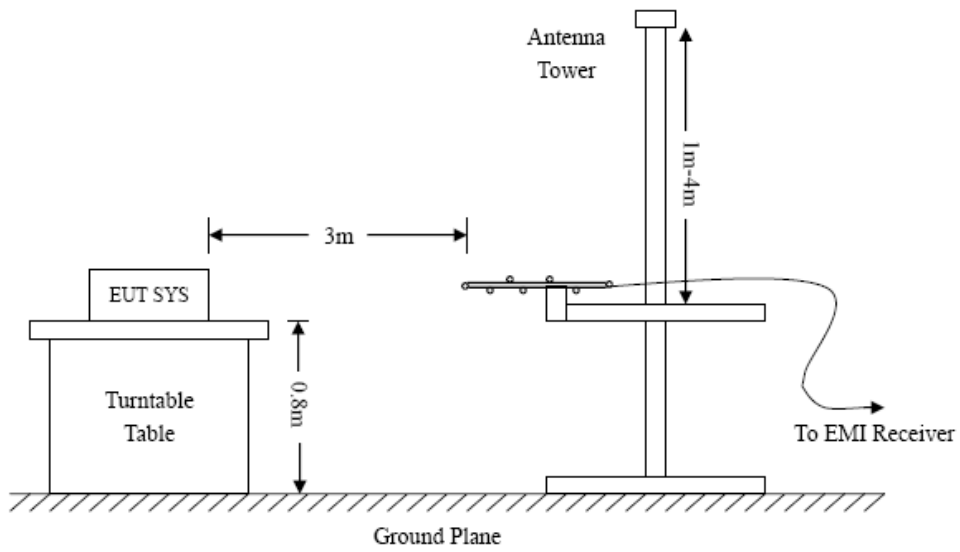 Antenna
Tower
1m-4m
3m
EUT SYS
0.8m
Turntable
Table
To EMI Receiver
Ground Plane